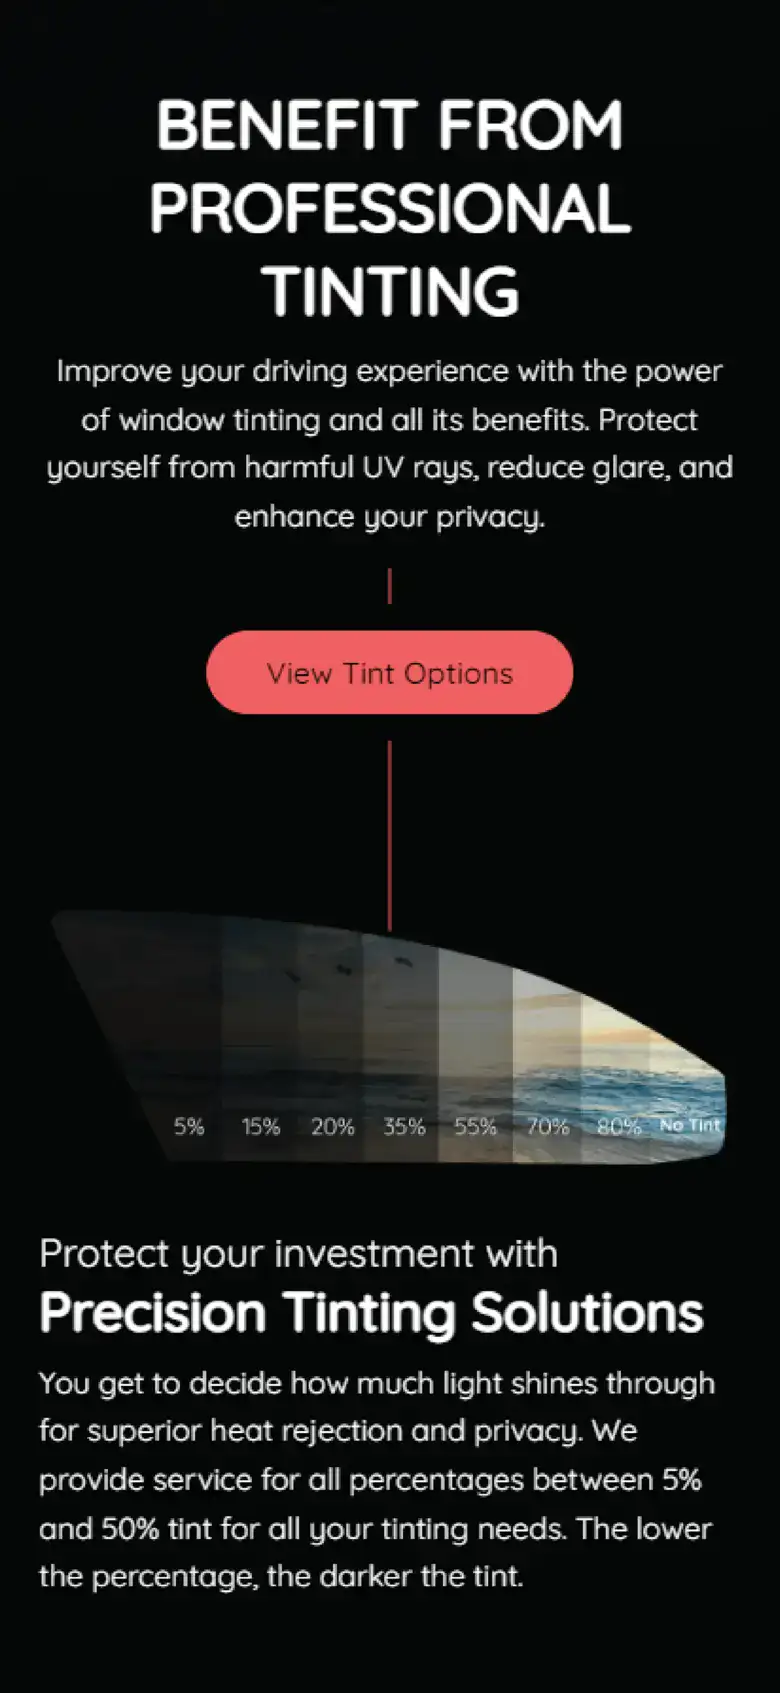 BENEFIT FROM
PROFESSIONAL
TINTING
Improve your driving experience with the power
of window tinting and all its benefits. Protect
yourself from harmful UV rays, reduce glare, and
enhance your privacy.
View Tint Options
5% 15% 20% 35% 55% 70% 80% No Tint
Protect your investment with
Precision Tinting Solutions
You get to decide how much light shines through
for superior heat rejection and privacy. We
provide service for all percentages between 5%
and 50% tint for all your tinting needs. The lower
the percentage, the darker the tint.